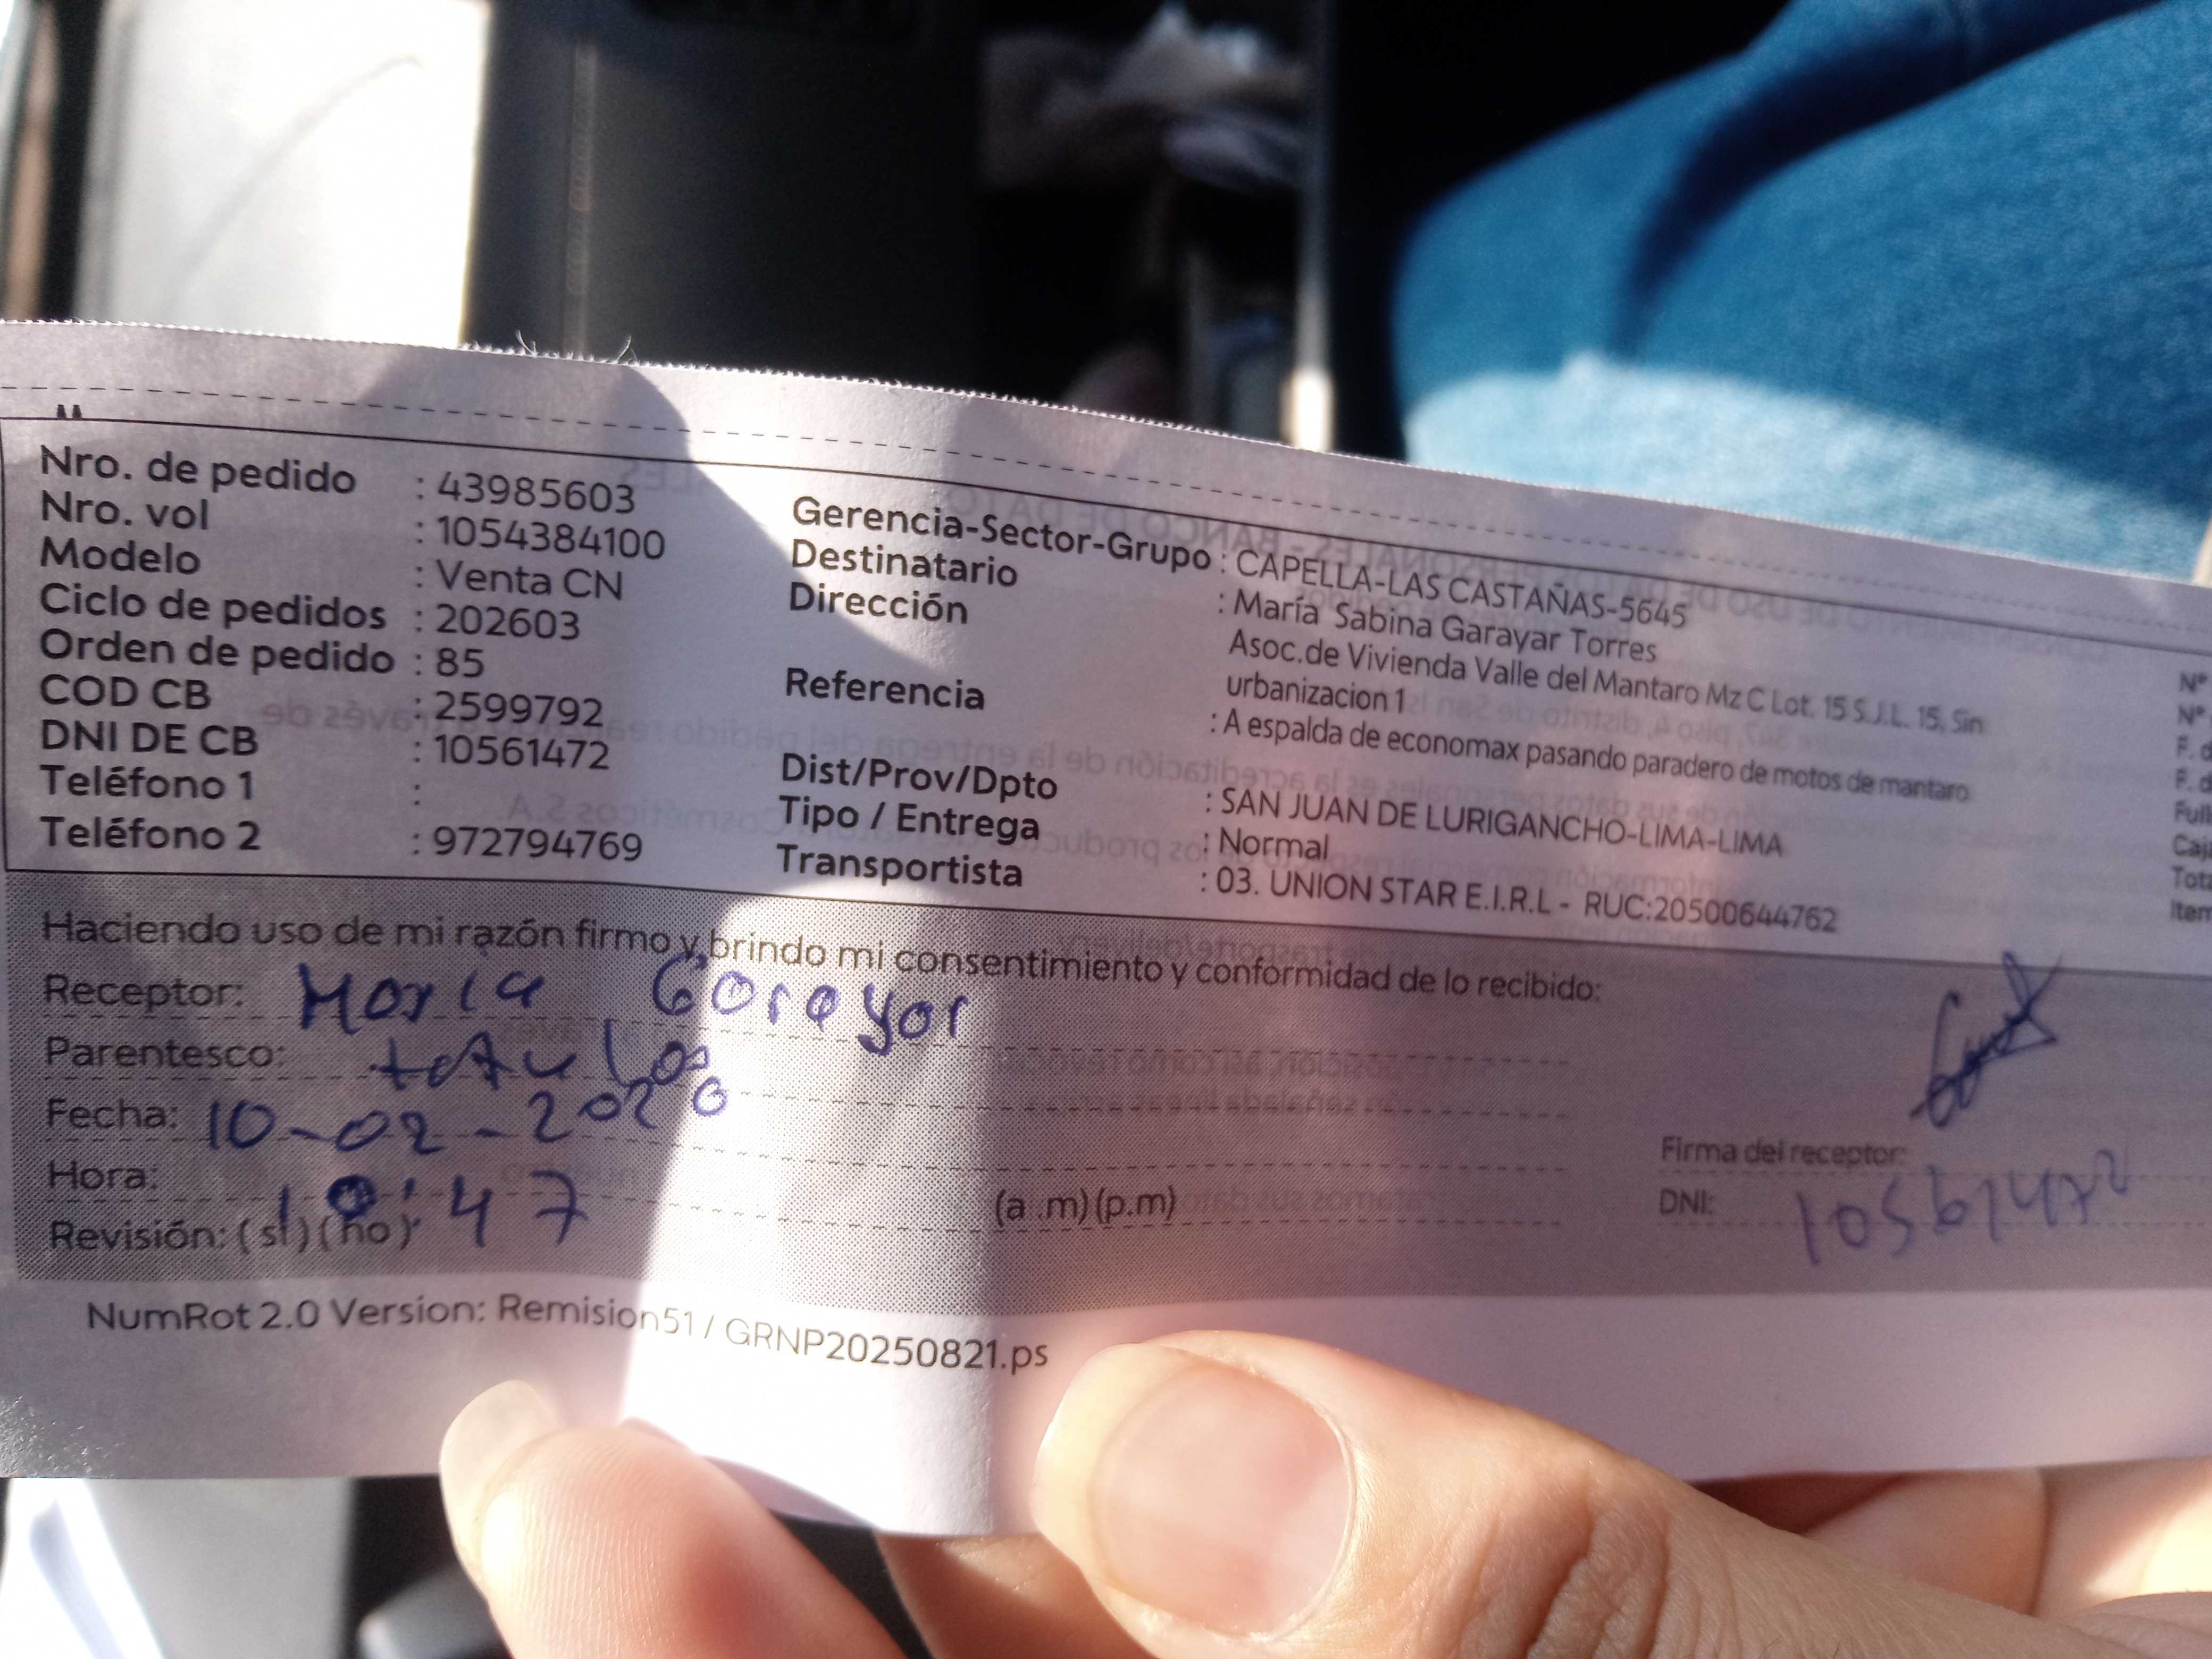 Nro. de pedido : 43985603
Nro. vol : 1054384100
Modelo : Venta CN
Ciclo de pedidos : 202603
Orden de pedido : 85
COD CB : 2599792
DNI DE CB : 10561472
Teléfono 1 :
Teléfono 2 : 972794769
Gerencia-Sector-Grupo : CAPELLA-LAS CASTAÑAS-5645
Destinatario : María Sabina Garayar Torres
Dirección Asoc.de Vivienda Valle del Mantaro Mz C Lot. 15 S.J.L. 15, Sin
urbanizacion 1
Referencia : A espalda de economax pasando paradero de motos de mantaro
Dist/Prov/Dpto : SAN JUAN DE LURIGANCHO-LIMA-LIMA
Tipo / Entrega : Normal
Transportista : 03. UNION STAR E.I.R.L - RUC:20500644762
N°
N°
F. d
F. d
Full
Caj
Tot
Iter
Haciendo uso de mi razón firmo y brindo mi consentimiento y conformidad de lo recibido:
Receptor: Maria Garayar
Parentesco:
Fecha: 10-02-2026
Hora: 10:47 (a .m)(p.m)
Revisión: (si)(no)
Firma del receptor:
DNI: 10561472
NumRot 2.0 Version: Remision51 / GRNP20250821.ps